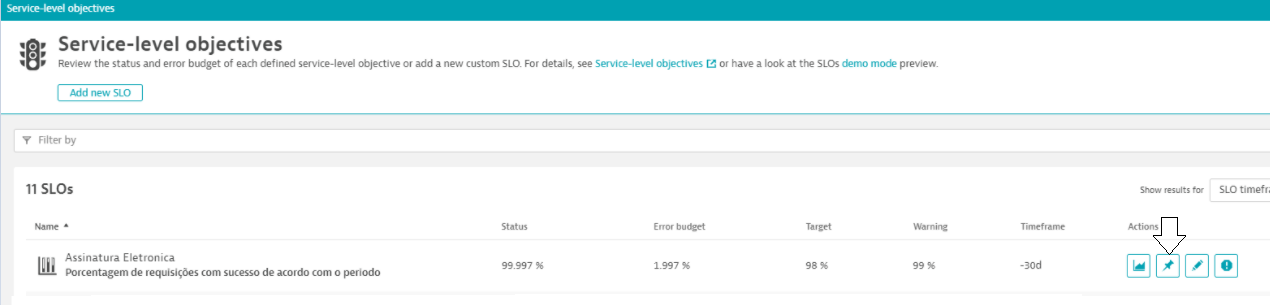 Service-level objectives
Service-level objectives
Review the status and error budget of each defined service-level objective or add a new custom SLO. For details, see Service-level objectives or have a look at the SLOs demo mode preview.
Add new SLO
Filter by
11 SLOs
Show results for SLO timefra
Name Status Error budget Target Warning Timeframe Actions
Assinatura Eletronica
Porcentagem de requisições com sucesso de acordo com o periodo
99.997 % 1.997 % 98 % 99 % -30d